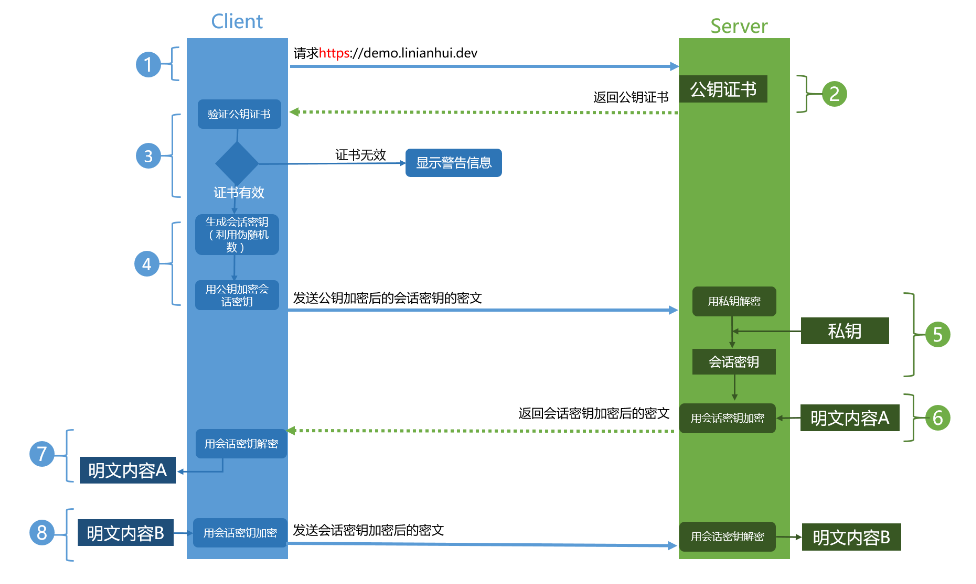 Client
Server
1
请求https://demo.linianhui.dev
公钥证书
2
返回公钥证书
验证公钥证书
3
证书无效
显示警告信息
证书有效
生成会话密钥
（利用伪随机
数）
4
用公钥加密会
话密钥
发送公钥加密后的会话密钥的密文
用私钥解密
私钥
5
会话密钥
返回会话密钥加密后的密文
用会话密钥加密
明文内容A
6
7
用会话密钥解密
明文内容A
8
明文内容B
用会话密钥加密
发送会话密钥加密后的密文
用会话密钥解密
明文内容B